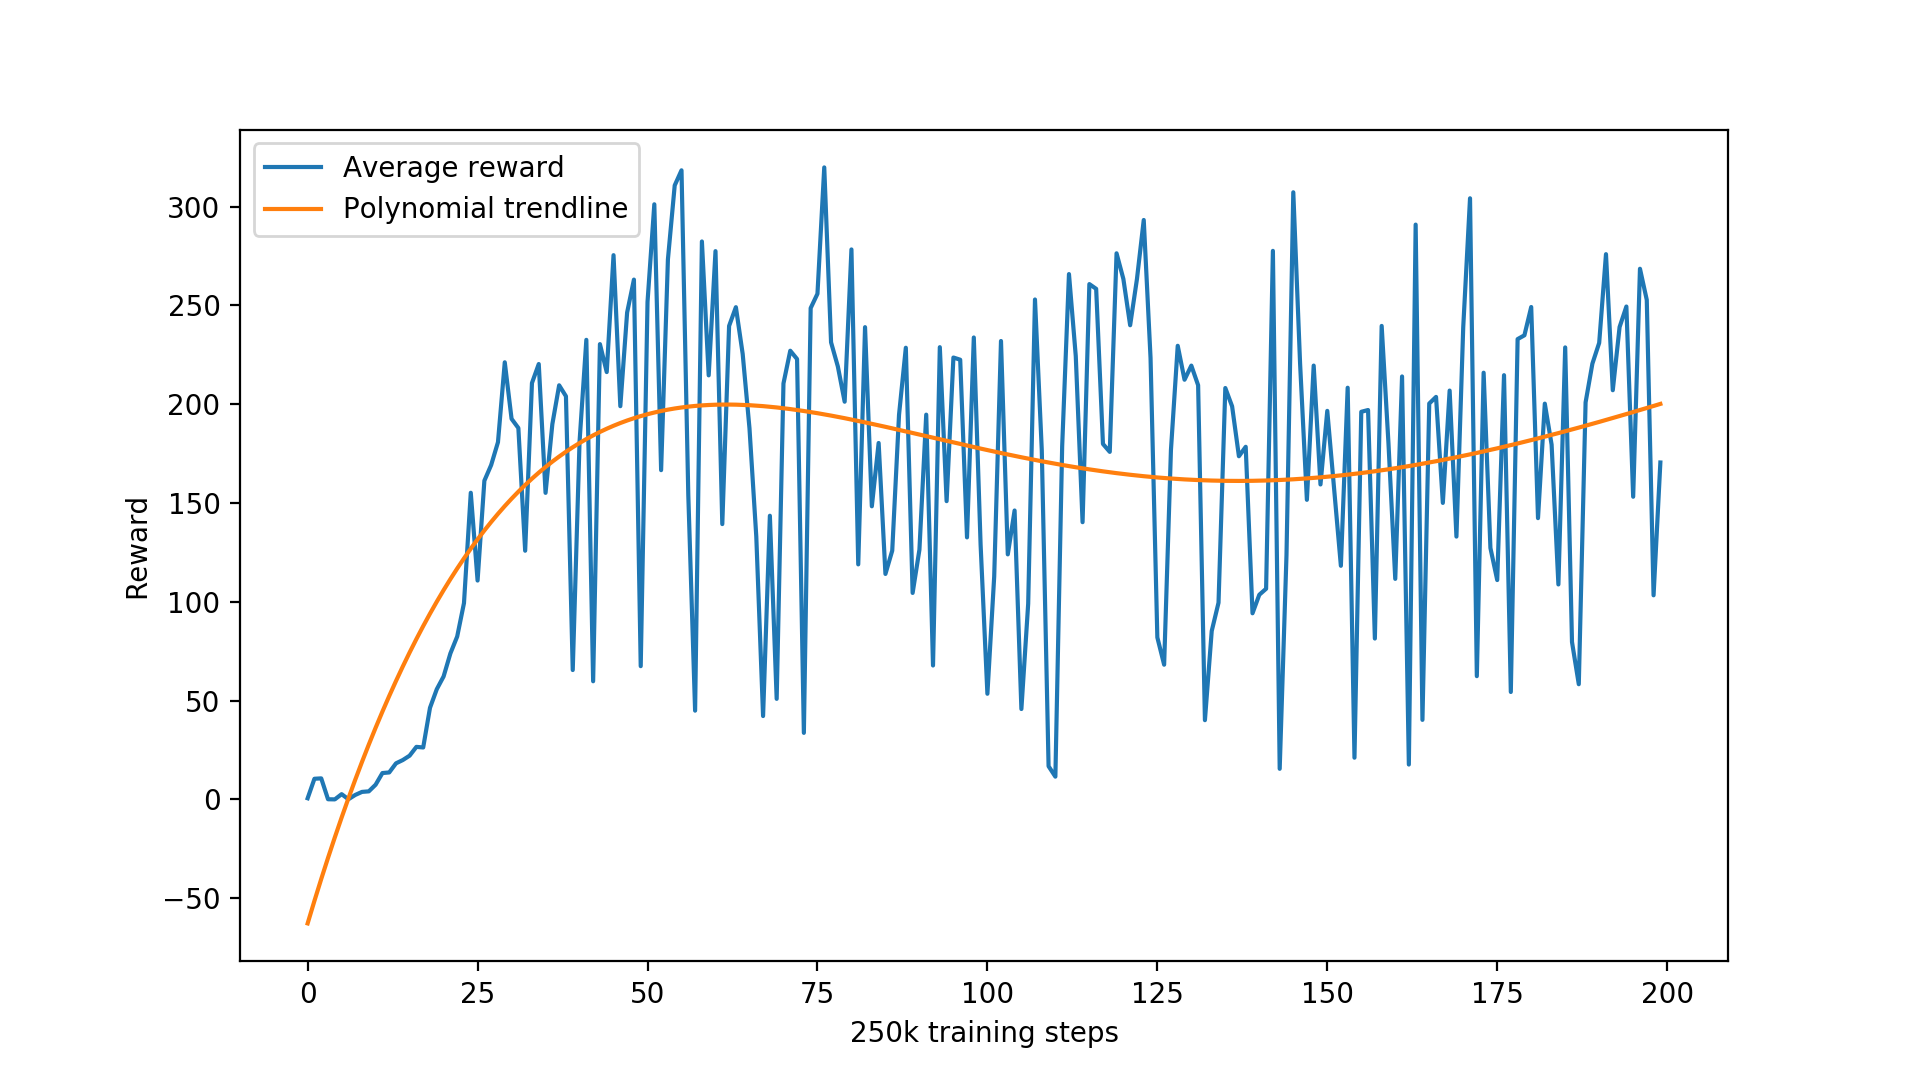 Average reward
Polynomial trendline
300
250
200
150
100
50
0
−50
Reward
0 25 50 75 100 125 150 175 200
250k training steps